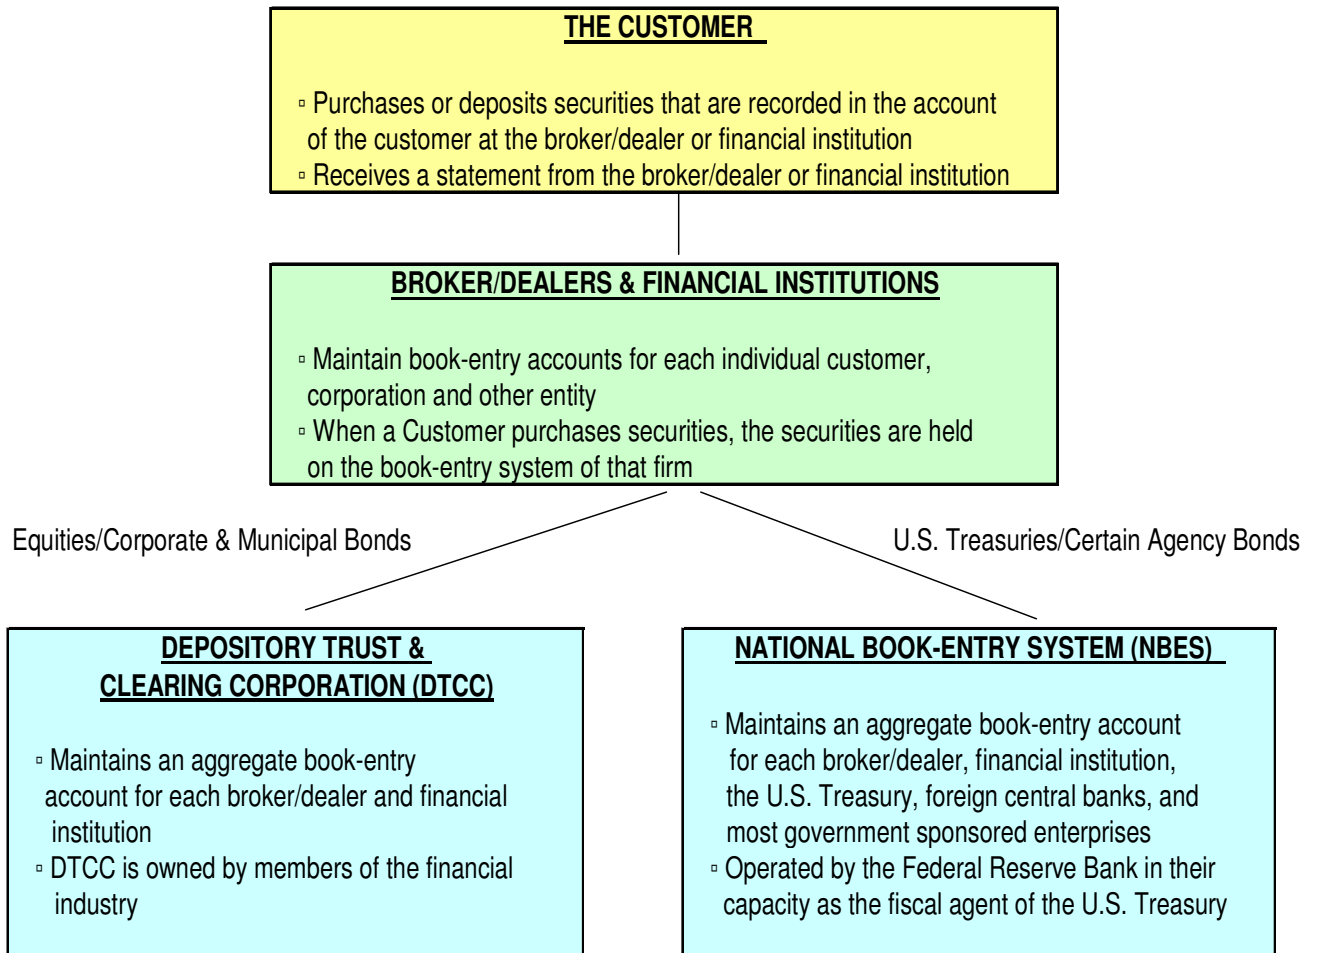 THE CUSTOMER
▫ Purchases or deposits securities that are recorded in the account
of the customer at the broker/dealer or financial institution
▫ Receives a statement from the broker/dealer or financial institution
BROKER/DEALERS & FINANCIAL INSTITUTIONS
▫ Maintain book-entry accounts for each individual customer,
corporation and other entity
▫ When a Customer purchases securities, the securities are held
on the book-entry system of that firm
Equities/Corporate & Municipal Bonds
U.S. Treasuries/Certain Agency Bonds
DEPOSITORY TRUST &
CLEARING CORPORATION (DTCC)
▫ Maintains an aggregate book-entry
account for each broker/dealer and financial
institution
▫ DTCC is owned by members of the financial
industry
NATIONAL BOOK-ENTRY SYSTEM (NBES)
▫ Maintains an aggregate book-entry account
for each broker/dealer, financial institution,
the U.S. Treasury, foreign central banks, and
most government sponsored enterprises
▫ Operated by the Federal Reserve Bank in their
capacity as the fiscal agent of the U.S. Treasury